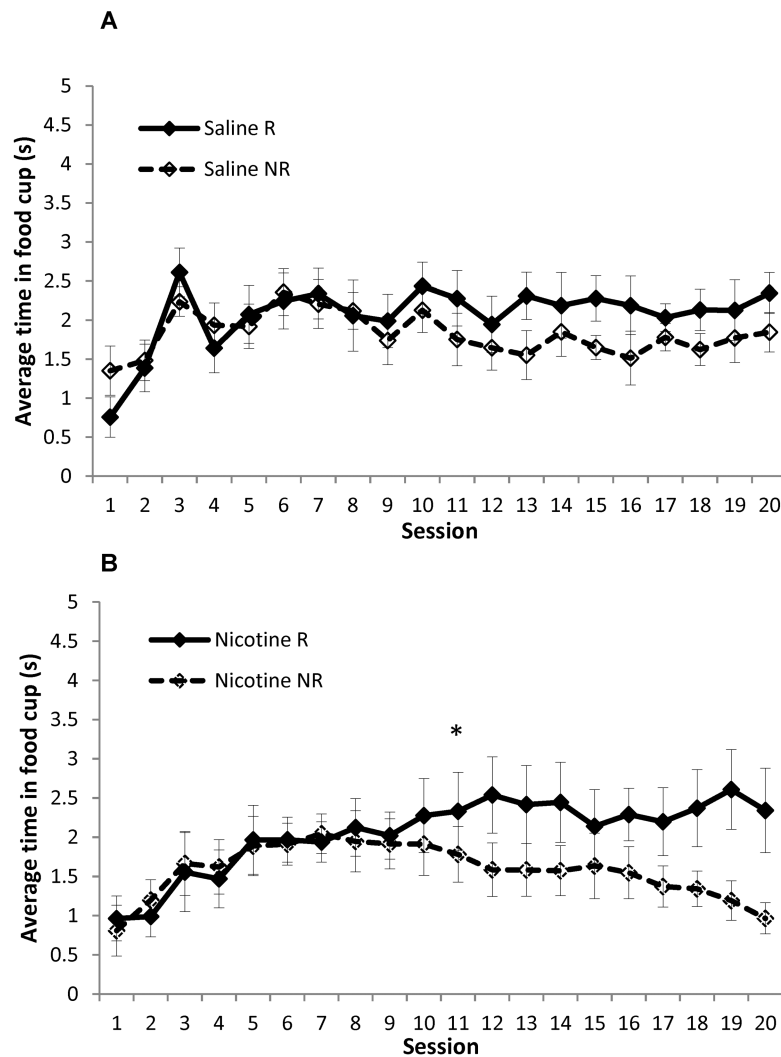 A
5
4.5
4
3.5
3
2.5
2
1.5
1
0.5
0
Average time in food cup (s)
Saline R
Saline NR
1 2 3 4 5 6 7 8 9 10 11 12 13 14 15 16 17 18 19 20
Session
B
5
4.5
4
3.5
3
2.5
2
1.5
1
0.5
0
Average time in food cup (s)
Nicotine R
Nicotine NR
*
1 2 3 4 5 6 7 8 9 10 11 12 13 14 15 16 17 18 19 20
Session